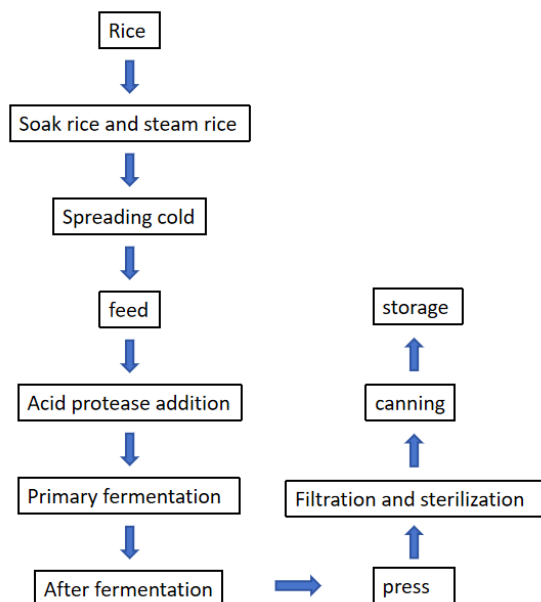 Rice
Soak rice and steam rice
Spreading cold
feed
Acid protease addition
Primary fermentation
After fermentation
press
Filtration and sterilization
canning
storage